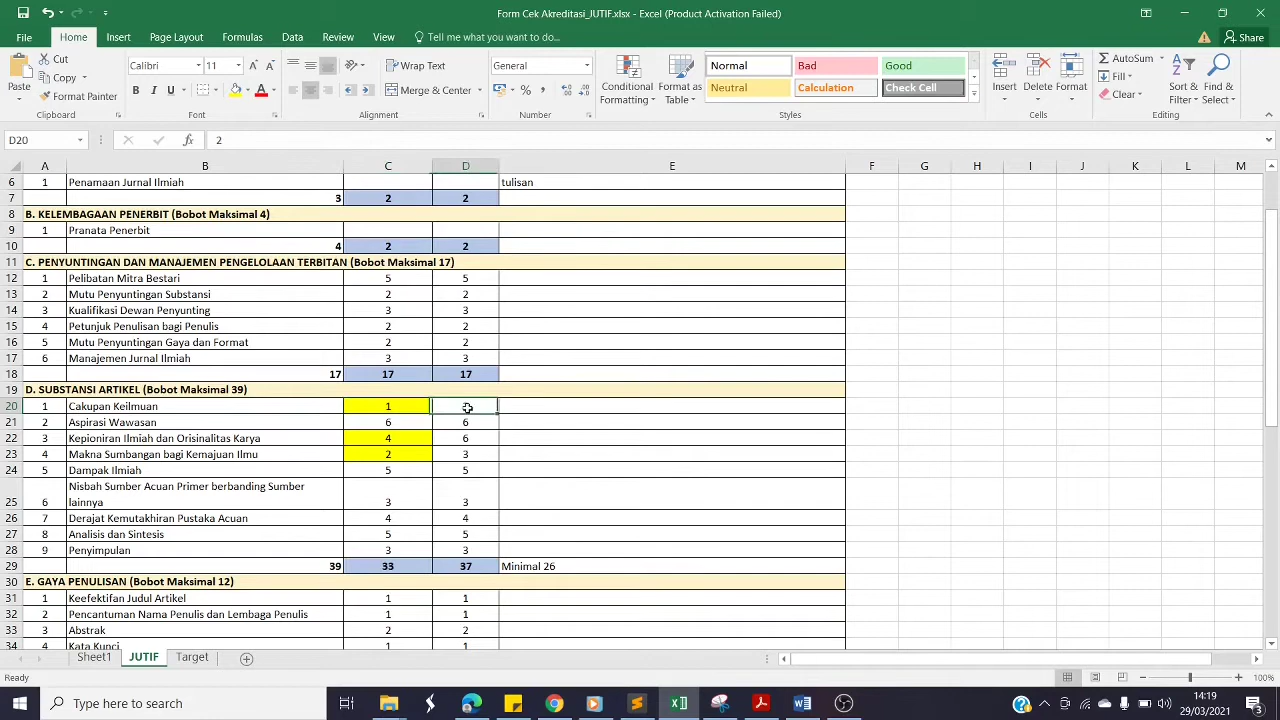 Form Cek Akreditasi_JUTIF.xlsx - Excel (Product Activation Failed)
File Home Insert Page Layout Formulas Data Review View Tell me what you want to do... Share
Paste Cut Copy Format Painter Clipboard
Calibri 11 B I U A Font
Wrap Text Merge & Center Alignment
General % , Number
Conditional Formatting Format as Table
Normal Bad Good
Neutral Calculation Check Cell
Styles
Insert Delete Format Cells
AutoSum Fill Clear Sort & Filter Find & Select Editing
D20 fx 2
A B C D E F G H I J K L M
6 1 Penamaan Jurnal Ilmiah tulisan
7 3 2 2
8 B. KELEMBAGAAN PENERBIT (Bobot Maksimal 4)
9 1 Pranata Penerbit
10 4 2 2
11 C. PENYUNTINGAN DAN MANAJEMEN PENGELOLAAN TERBITAN (Bobot Maksimal 17)
12 1 Pelibatan Mitra Bestari 5 5
13 2 Mutu Penyuntingan Substansi 2 2
14 3 Kualifikasi Dewan Penyunting 3 3
15 4 Petunjuk Penulisan bagi Penulis 2 2
16 5 Mutu Penyuntingan Gaya dan Format 2 2
17 6 Manajemen Jurnal Ilmiah 3 3
18 17 17 17
19 D. SUBSTANSI ARTIKEL (Bobot Maksimal 39)
20 1 Cakupan Keilmuan 1
21 2 Aspirasi Wawasan 6 6
22 3 Kepioniran Ilmiah dan Orisinalitas Karya 4 6
23 4 Makna Sumbangan bagi Kemajuan Ilmu 2 3
24 5 Dampak Ilmiah 5 5
Nisbah Sumber Acuan Primer berbanding Sumber
25 6 lainnya 3 3
26 7 Derajat Kemutakhiran Pustaka Acuan 4 4
27 8 Analisis dan Sintesis 5 5
28 9 Penyimpulan 3 3
29 39 33 37 Minimal 26
30 E. GAYA PENULISAN (Bobot Maksimal 12)
31 1 Keefektifan Judul Artikel 1 1
32 2 Pencantuman Nama Penulis dan Lembaga Penulis 1 1
33 3 Abstrak 2 2
34 4 Kata Kunci 1 1
Sheet1 JUTIF Target
Ready 100%
Type here to search
14:19
29/03/2021
3